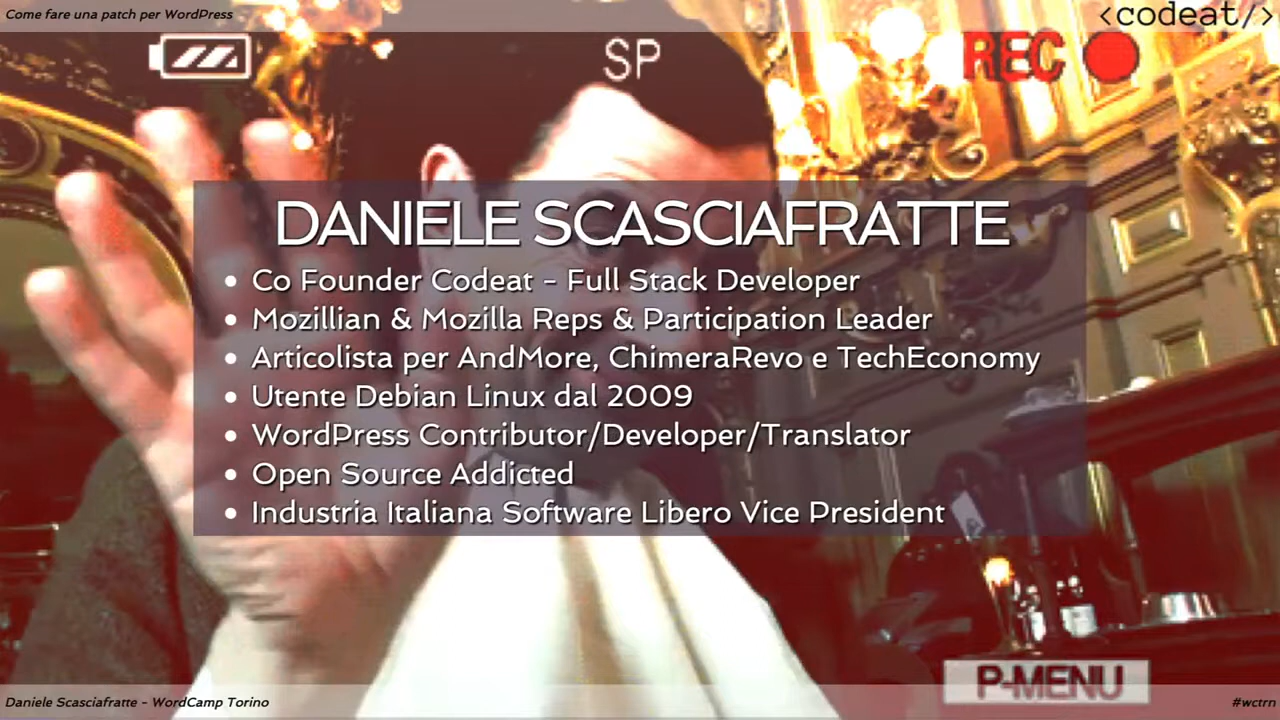 Come fare una patch per WordPress
<codeat/>
SP
REC
DANIELE SCASCIAFRATTE
• Co Founder Codeat - Full Stack Developer
• Mozillian & Mozilla Reps & Participation Leader
• Articolista per AndMore, ChimeraRevo e TechEconomy
• Utente Debian Linux dal 2009
• WordPress Contributor/Developer/Translator
• Open Source Addicted
• Industria Italiana Software Libero Vice President
P-MENU
Daniele Scasciafratte - WordCamp Torino
#wctrn